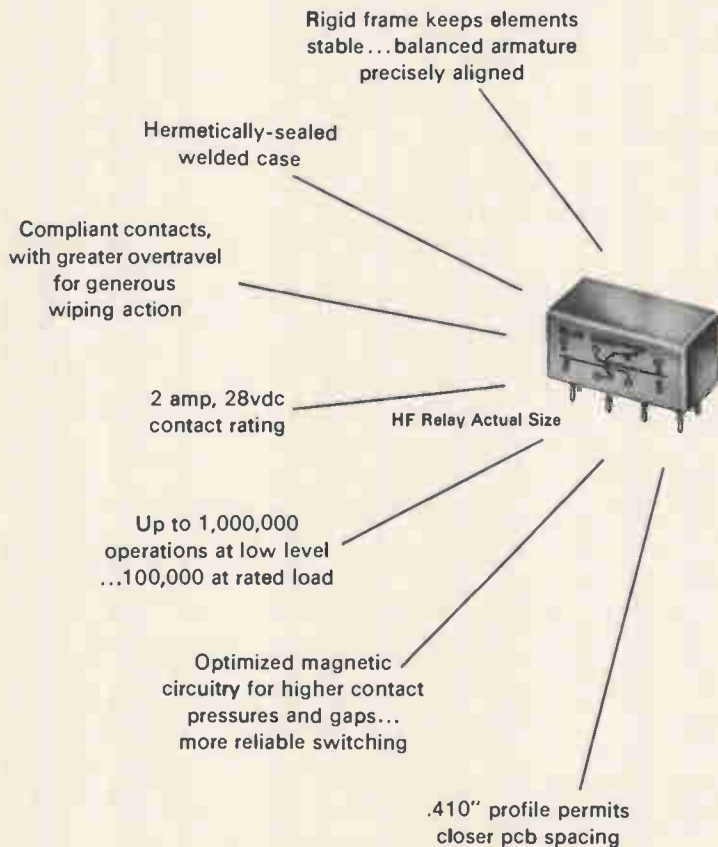 Rigid frame keeps elements
stable...balanced armature
precisely aligned
Hermetically-sealed
welded case
Compliant contacts,
with greater overtravel
for generous
wiping action
2 amp, 28vdc
contact rating
HF Relay Actual Size
Up to 1,000,000
operations at low level
...100,000 at rated load
Optimized magnetic
circuitry for higher contact
pressures and gaps...
more reliable switching
.410" profile permits
closer pcb spacing